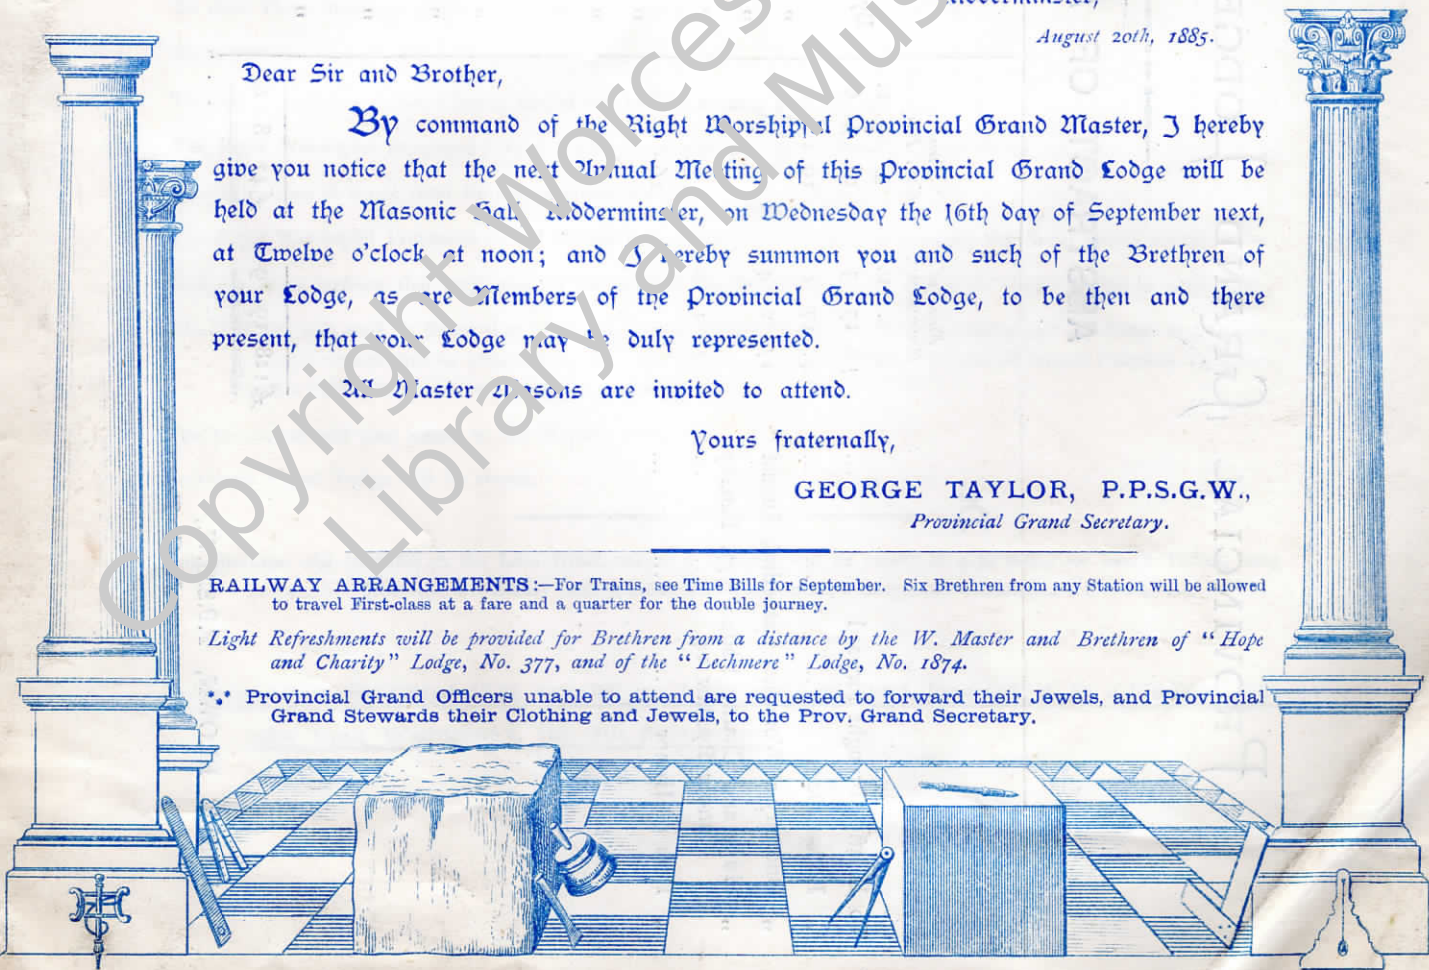 Kidderminster,
August 20th, 1885.
Dear Sir and Brother,
By command of the Right Worshipful Provincial Grand Master, I hereby
give you notice that the next Annual Meeting of this Provincial Grand Lodge will be
held at the Masonic Hall, Kidderminster, on Wednesday the 16th day of September next,
at Twelve o'clock at noon; and I hereby summon you and such of the Brethren of
your Lodge, as are Members of the Provincial Grand Lodge, to be then and there
present, that your Lodge may be duly represented.
All Master Masons are invited to attend.
Yours fraternally,
GEORGE TAYLOR, P.P.S.G.W.,
Provincial Grand Secretary.
RAILWAY ARRANGEMENTS:—For Trains, see Time Bills for September. Six Brethren from any Station will be allowed
to travel First-class at a fare and a quarter for the double journey.
Light Refreshments will be provided for Brethren from a distance by the W. Master and Brethren of "Hope
and Charity" Lodge, No. 377, and of the "Lechmere" Lodge, No. 1874.
*** Provincial Grand Officers unable to attend are requested to forward their Jewels, and Provincial
Grand Stewards their Clothing and Jewels, to the Prov. Grand Secretary.
Copyright Worces
Library and Mus